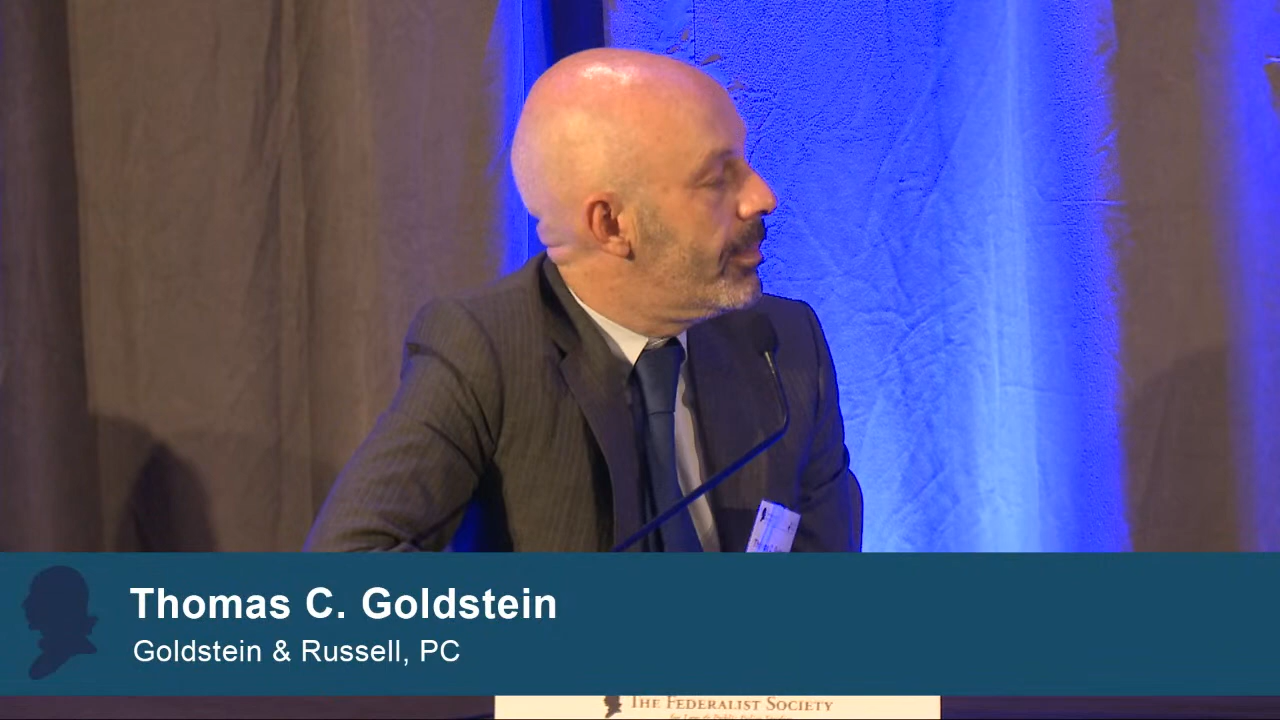 Thomas C. Goldstein
Goldstein & Russell, PC
THE FEDERALIST SOCIETY